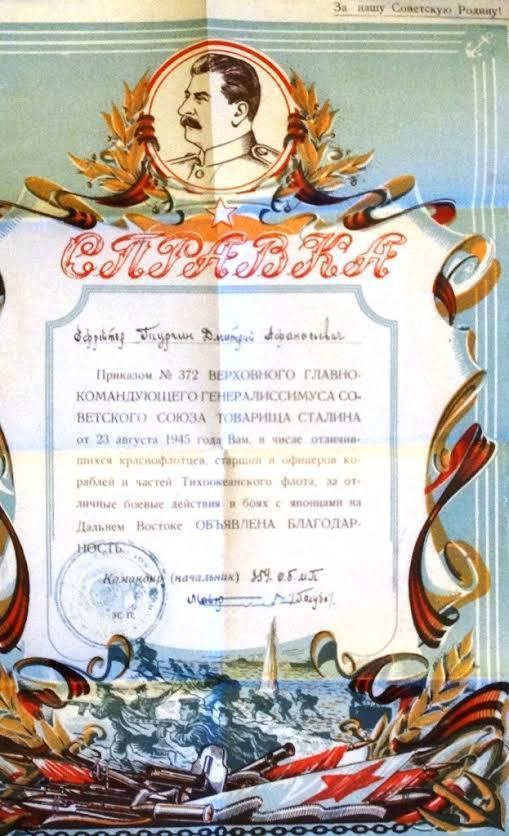 За нашу Советскую Родину!
СПРАВКА
Ефрейтор Пичугин Дмитрий Афанасьевич
Приказом № 372 ВЕРХОВНОГО ГЛАВНО-
КОМАНДУЮЩЕГО ГЕНЕРАЛИССИМУСА СО-
ВЕТСКОГО СОЮЗА ТОВАРИЩА СТАЛИНА
от 23 августа 1945 года Вам, в числе отличив-
шихся краснофлотцев, старшин и офицеров ко-
раблей и частей Тихоокеанского флота, за от-
личные боевые действия в боях с японцами на
Дальнем Востоке ОБЪЯВЛЕНА БЛАГОДАР-
НОСТЬ.
Командир (начальник) 354 О.Б.М.П.
М. П.